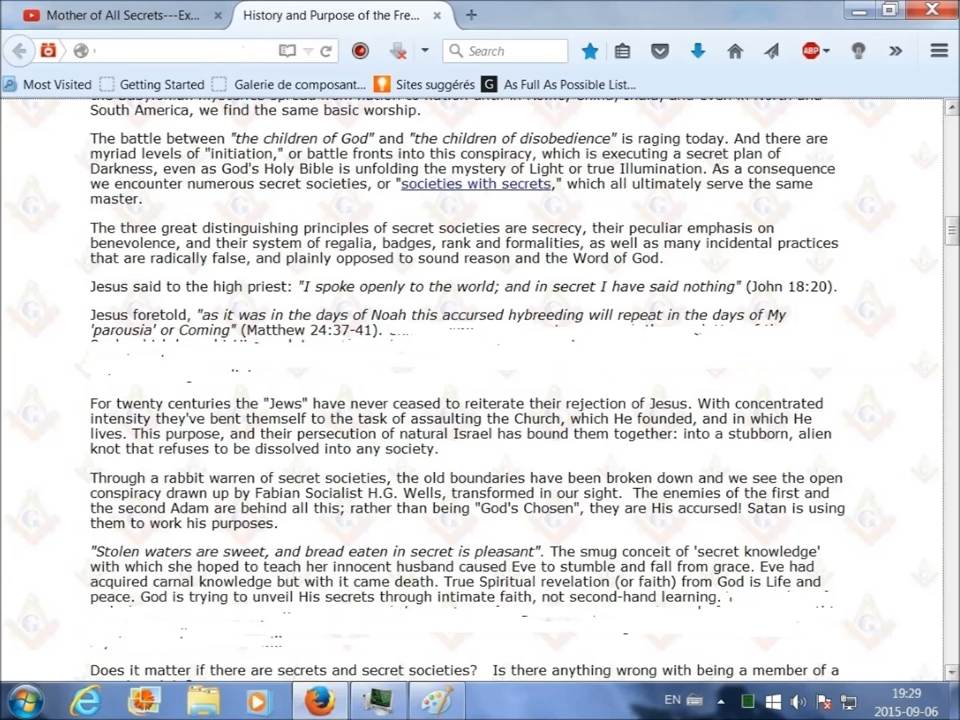 Mother of All Secrets---Ex...
History and Purpose of the Fre...
Search
ABP
Most Visited
Getting Started
Galerie de composant...
Sites suggérés
G
As Full As Possible List...
South America, we find the same basic worship.
The battle between "the children of God" and "the children of disobedience" is raging today. And there are
myriad levels of "initiation," or battle fronts into this conspiracy, which is executing a secret plan of
Darkness, even as God's Holy Bible is unfolding the mystery of Light or true Illumination. As a consequence
we encounter numerous secret societies, or "societies with secrets," which all ultimately serve the same
master.
The three great distinguishing principles of secret societies are secrecy, their peculiar emphasis on
benevolence, and their system of regalia, badges, rank and formalities, as well as many incidental practices
that are radically false, and plainly opposed to sound reason and the Word of God.
Jesus said to the high priest: "I spoke openly to the world; and in secret I have said nothing" (John 18:20).
Jesus foretold, "as it was in the days of Noah this accursed hybreeding will repeat in the days of My
'parousia' or Coming" (Matthew 24:37-41).
For twenty centuries the "Jews" have never ceased to reiterate their rejection of Jesus. With concentrated
intensity they've bent themself to the task of assaulting the Church, which He founded, and in which He
lives. This purpose, and their persecution of natural Israel has bound them together: into a stubborn, alien
knot that refuses to be dissolved into any society.
Through a rabbit warren of secret societies, the old boundaries have been broken down and we see the open
conspiracy drawn up by Fabian Socialist H.G. Wells, transformed in our sight. The enemies of the first and
the second Adam are behind all this; rather than being "God's Chosen", they are His accursed! Satan is using
them to work his purposes.
"Stolen waters are sweet, and bread eaten in secret is pleasant". The smug conceit of 'secret knowledge'
with which she hoped to teach her innocent husband caused Eve to stumble and fall from grace. Eve had
acquired carnal knowledge but with it came death. True Spiritual revelation (or faith) from God is Life and
peace. God is trying to unveil His secrets through intimate faith, not second-hand learning.
Does it matter if there are secrets and secret societies? Is there anything wrong with being a member of a
EN
19:29
2015-09-06